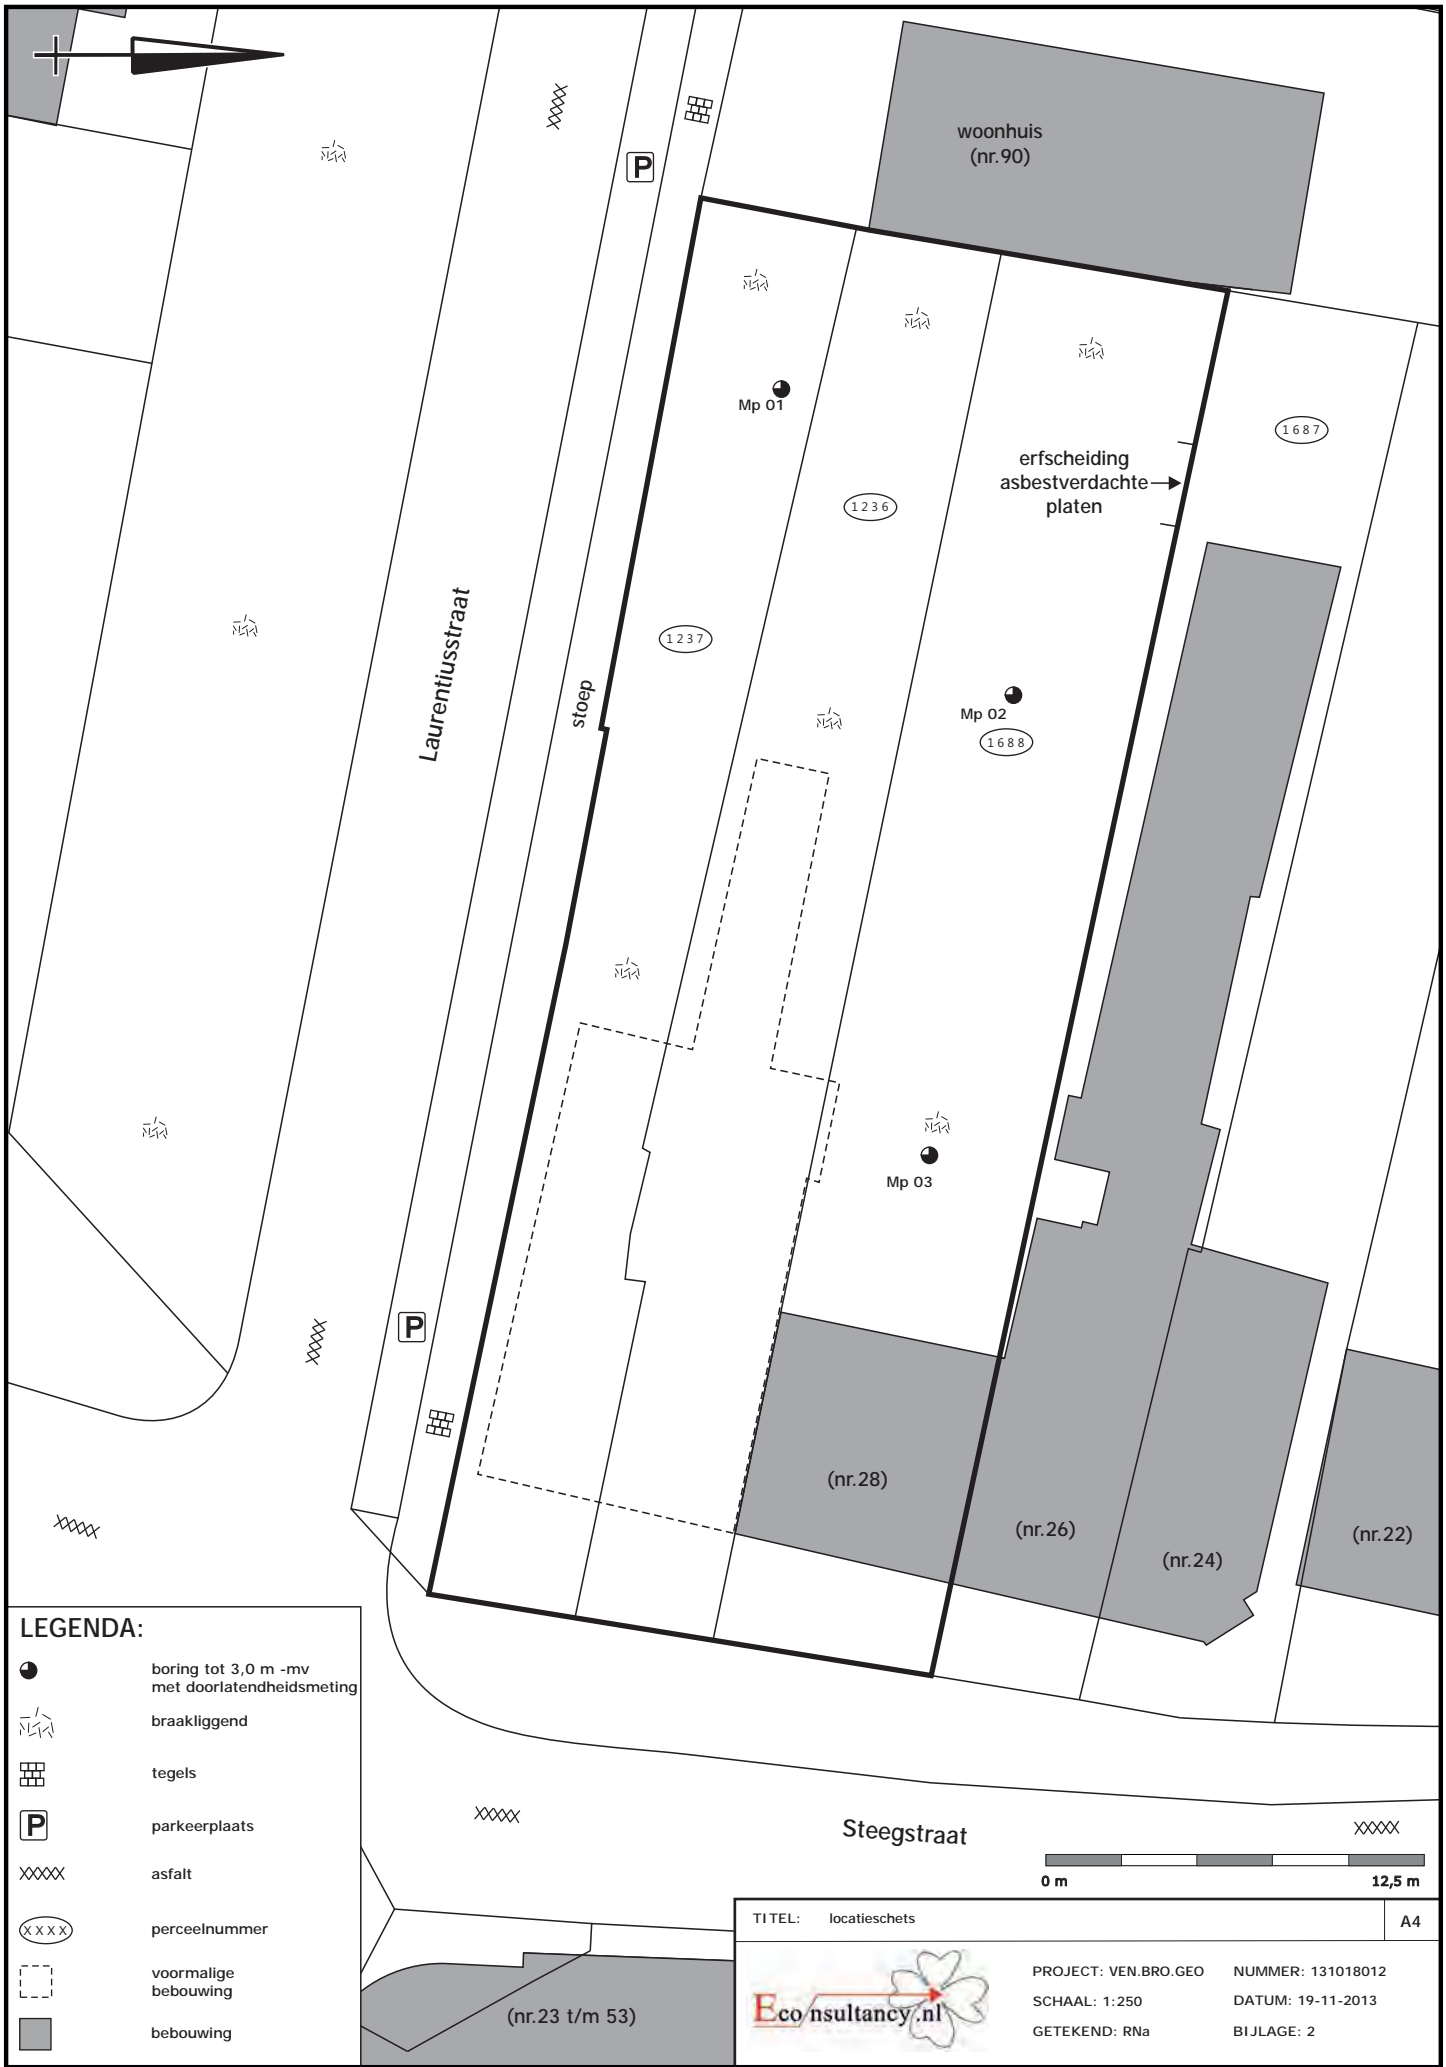 woonhuis
(nr.90)
P
Mp 01
1687
erfscheiding
asbestverdachte
platen
1236
Laurentiusstraat
1237
stoep
Mp 02
1688
Mp 03
P
(nr.28)
(nr.26)
(nr.24)
(nr.22)
LEGENDA:
boring tot 3,0 m -mv
met doorlatendheidsmeting
braakliggend
tegels
P
parkeerplaats
asfalt
XXXX
perceelnummer
voormalige
bebouwing
bebouwing
Steegstraat
0 m
12,5 m
(nr.23 t/m 53)
TITEL: locatieschets
A4
Econsultancy.nl
PROJECT: VEN.BRO.GEO
NUMMER: 131018012
SCHAAL: 1:250
DATUM: 19-11-2013
GETEKEND: RNa
BIJLAGE: 2